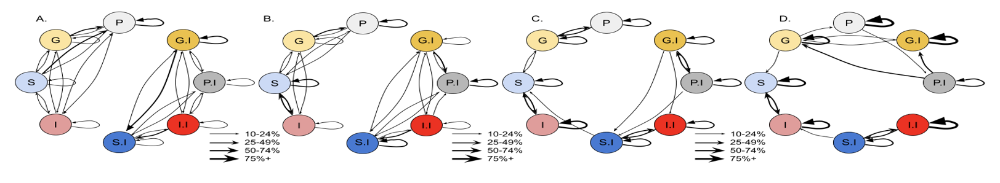 A.
P
G
S
I
G.I
P.I
I.I
S.I
10-24%
25-49%
50-74%
75%+
B.
P
G
S
I
G.I
P.I
I.I
S.I
10-24%
25-49%
50-74%
75%+
C.
P
G
S
I
G.I
P.I
I.I
S.I
10-24%
25-49%
50-74%
75%+
D.
P
G
S
I
G.I
P.I
I.I
S.I